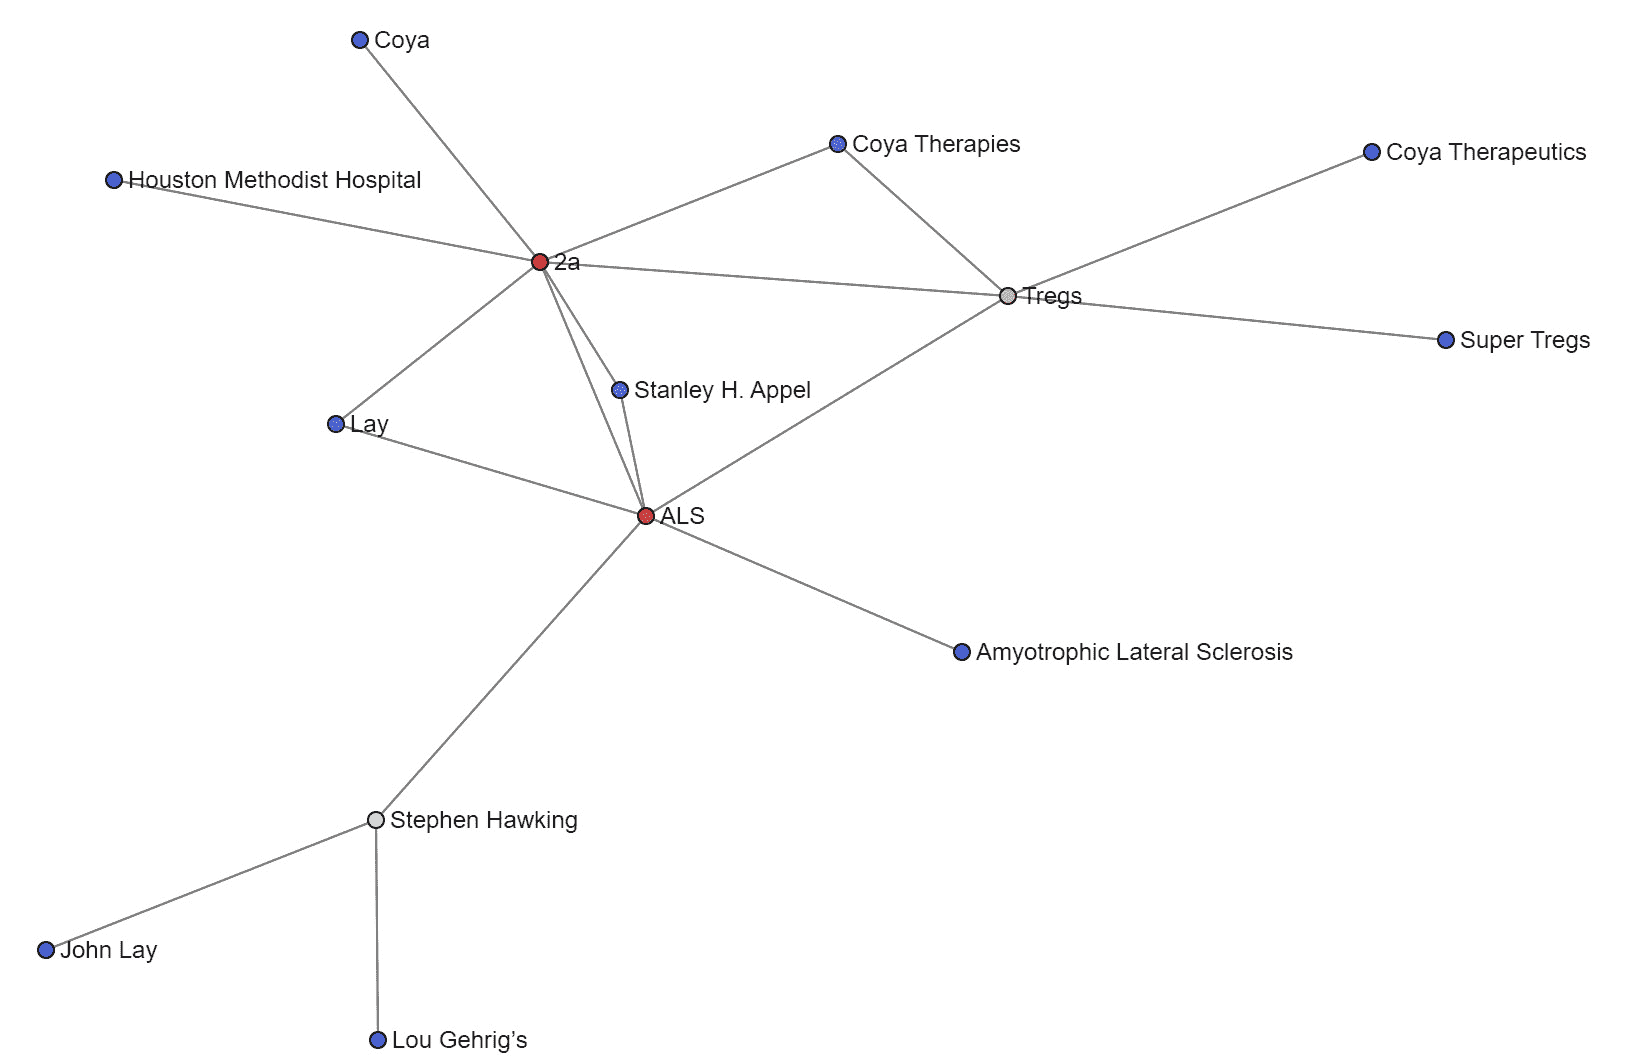 Coya
Coya Therapies
Coya Therapeutics
Houston Methodist Hospital
2a
Tregs
Super Tregs
Stanley H. Appel
Lay
ALS
Amyotrophic Lateral Sclerosis
Stephen Hawking
John Lay
Lou Gehrig’s